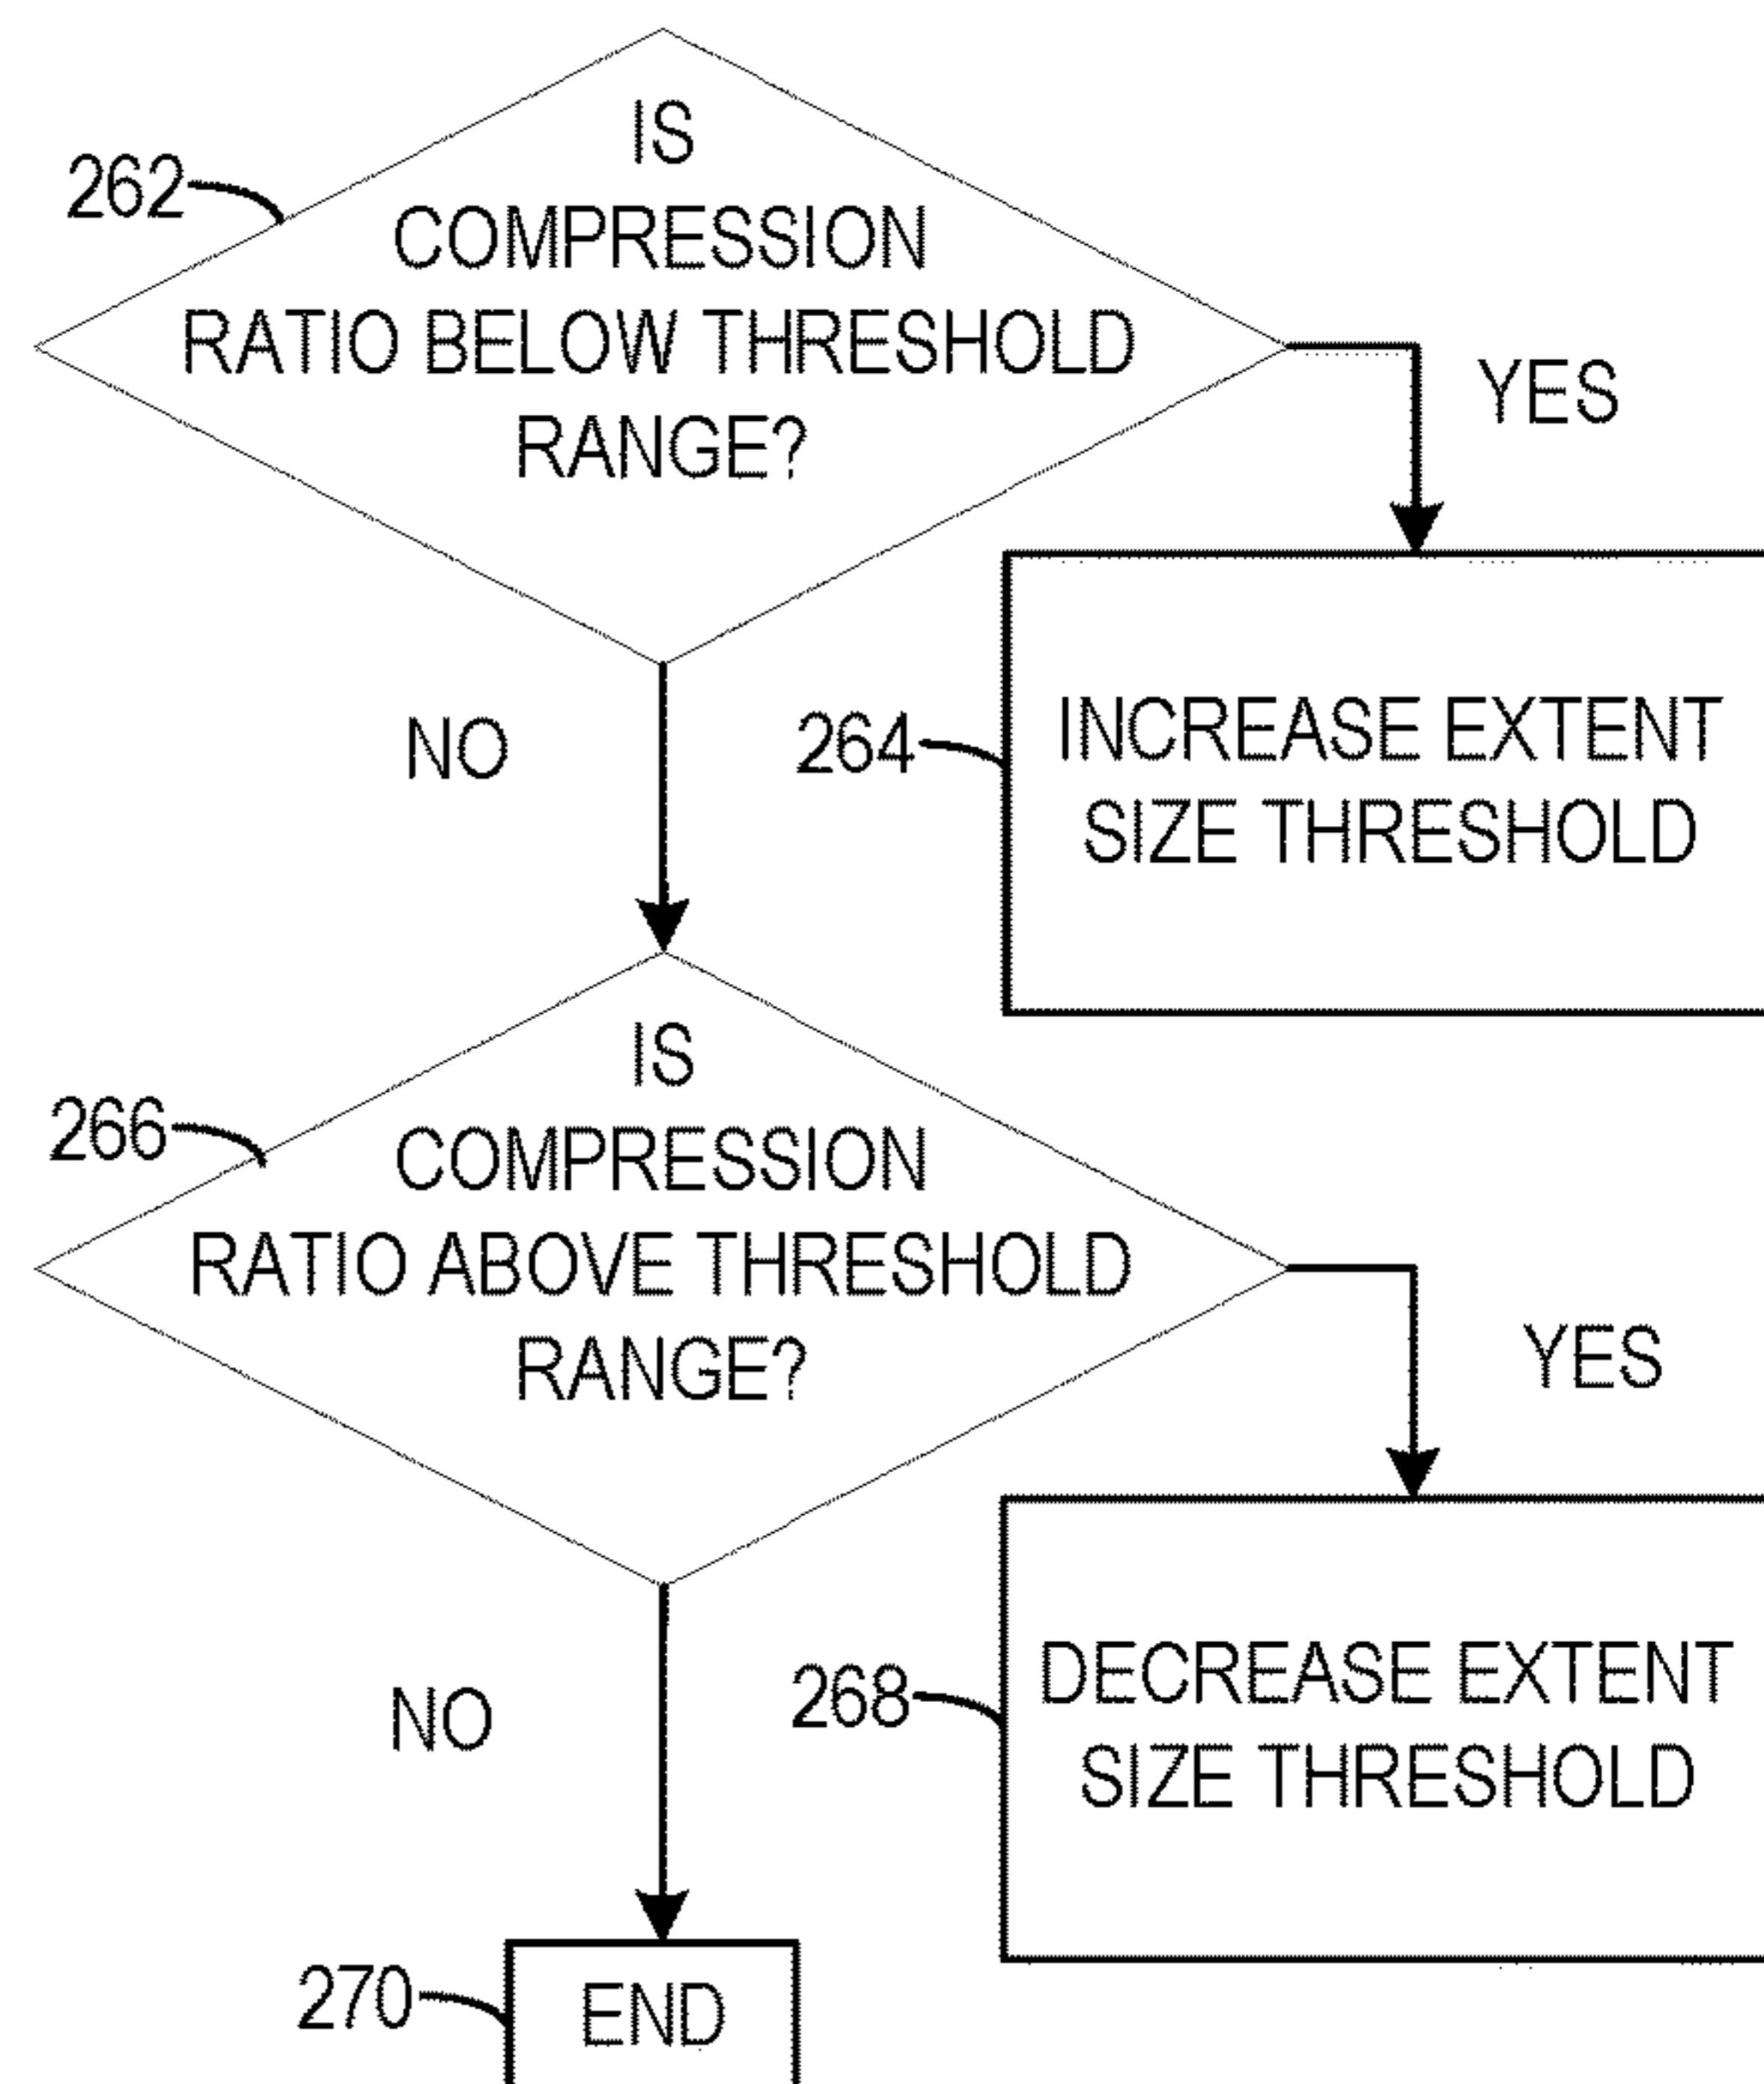 IS
262
COMPRESSION
RATIO BELOW THRESHOLD
RANGE?
YES
NO
264
INCREASE EXTENT
SIZE THRESHOLD
IS
266
COMPRESSION
RATIO ABOVE THRESHOLD
RANGE?
YES
NO
268
DECREASE EXTENT
SIZE THRESHOLD
270
END